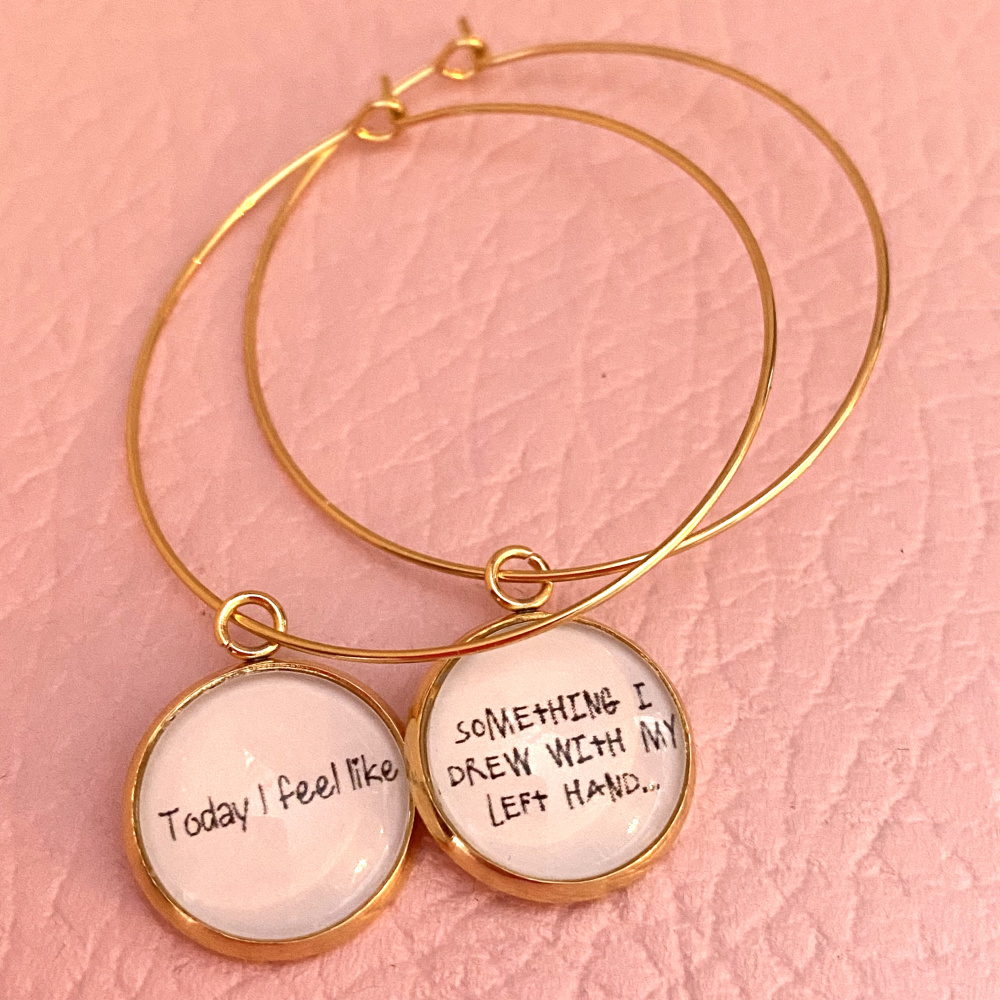 Today I feel like
SOMETHING I
DREW WITH MY
LEFT HAND...